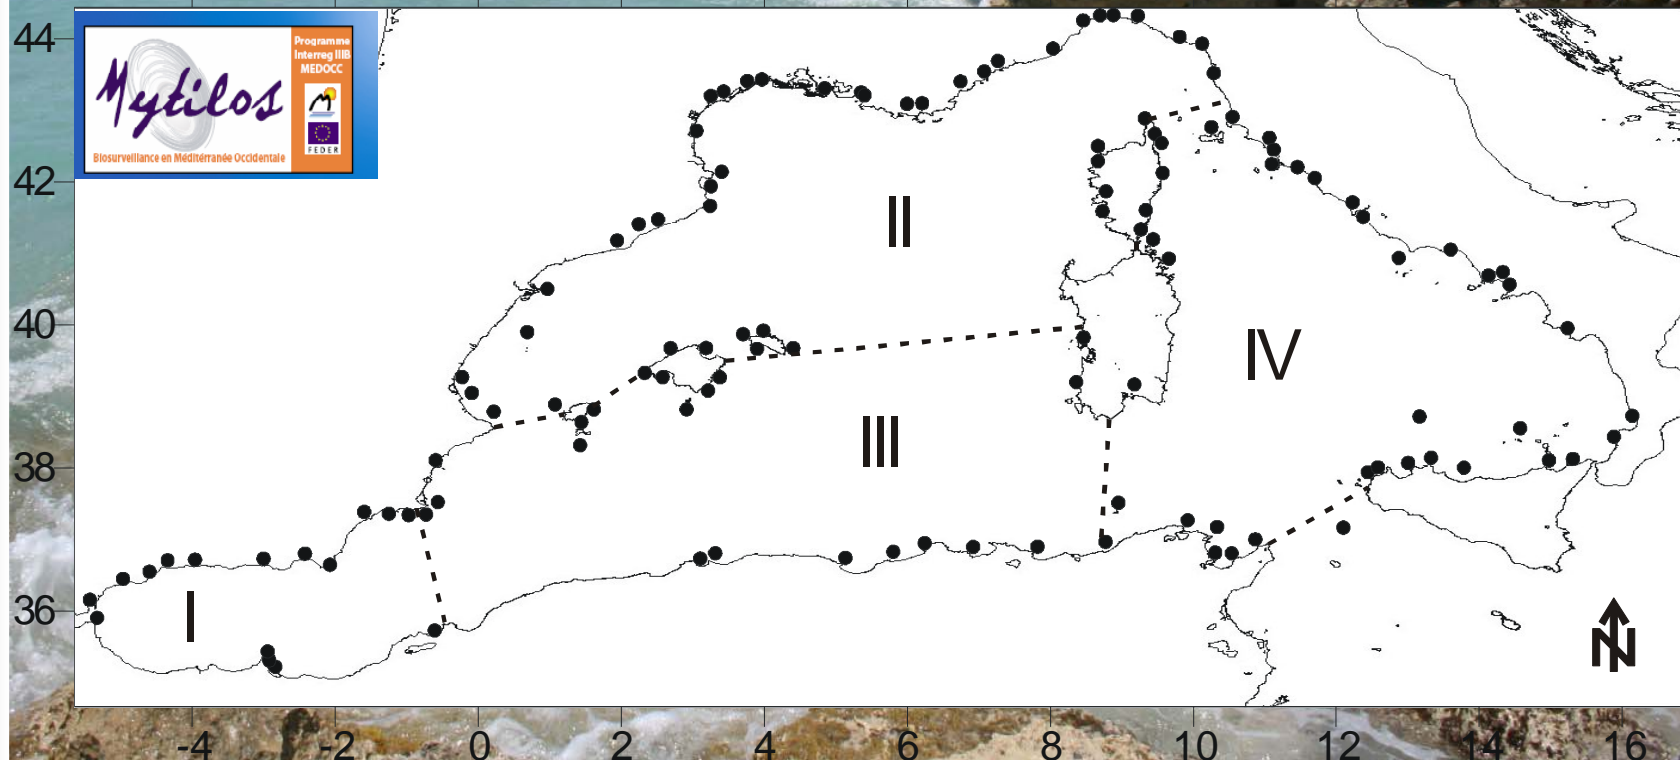 44
42
40
38
36
Mytilos
Programme
Interreg IIIB
MEDOCC
FEDER
Biosurveillance en Méditerranée Occidentale
II
IV
III
I
N
-4
-2
0
2
4
6
8
10
12
14
16